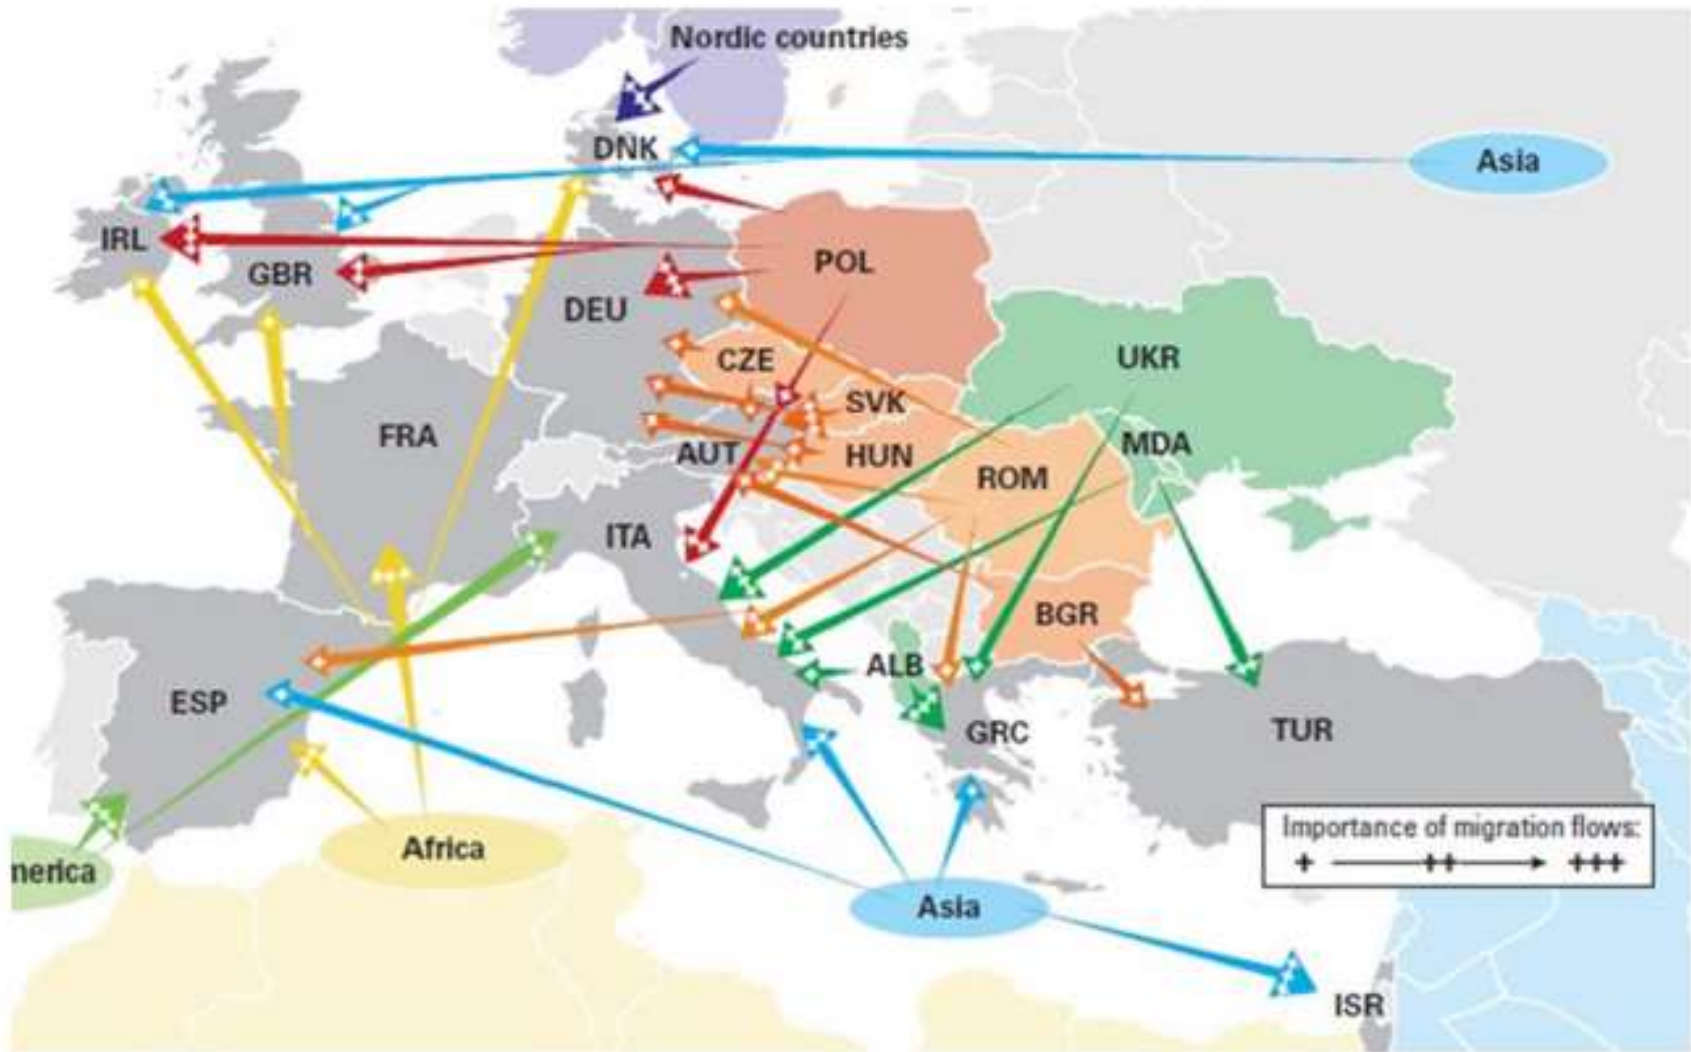 Nordic countries
DNK
Asia
IRL
GBR
POL
DEU
UKR
CZE
SVK
FRA
AUT
HUN
MDA
ROM
ITA
BGR
ALB
ESP
GRC
TUR
Importance of migration flows:
+ ++ +++
Africa
merica
Asia
ISR